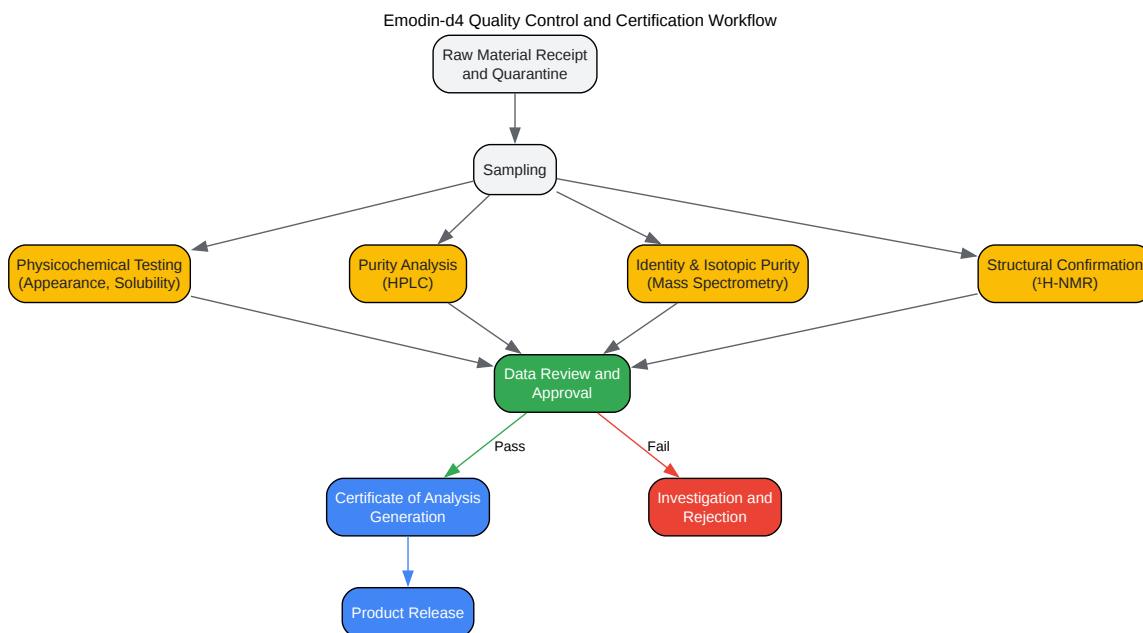 Emodin-d4 Quality Control and Certification Workflow
Raw Material Receipt
and Quarantine
Sampling
Physicochemical Testing
(Appearance, Solubility)
Purity Analysis
(HPLC)
Identity & Isotopic Purity
(Mass Spectrometry)
Structural Confirmation
(¹H-NMR)
Data Review and
Approval
Pass
Fail
Certificate of Analysis
Generation
Investigation and
Rejection
Product Release